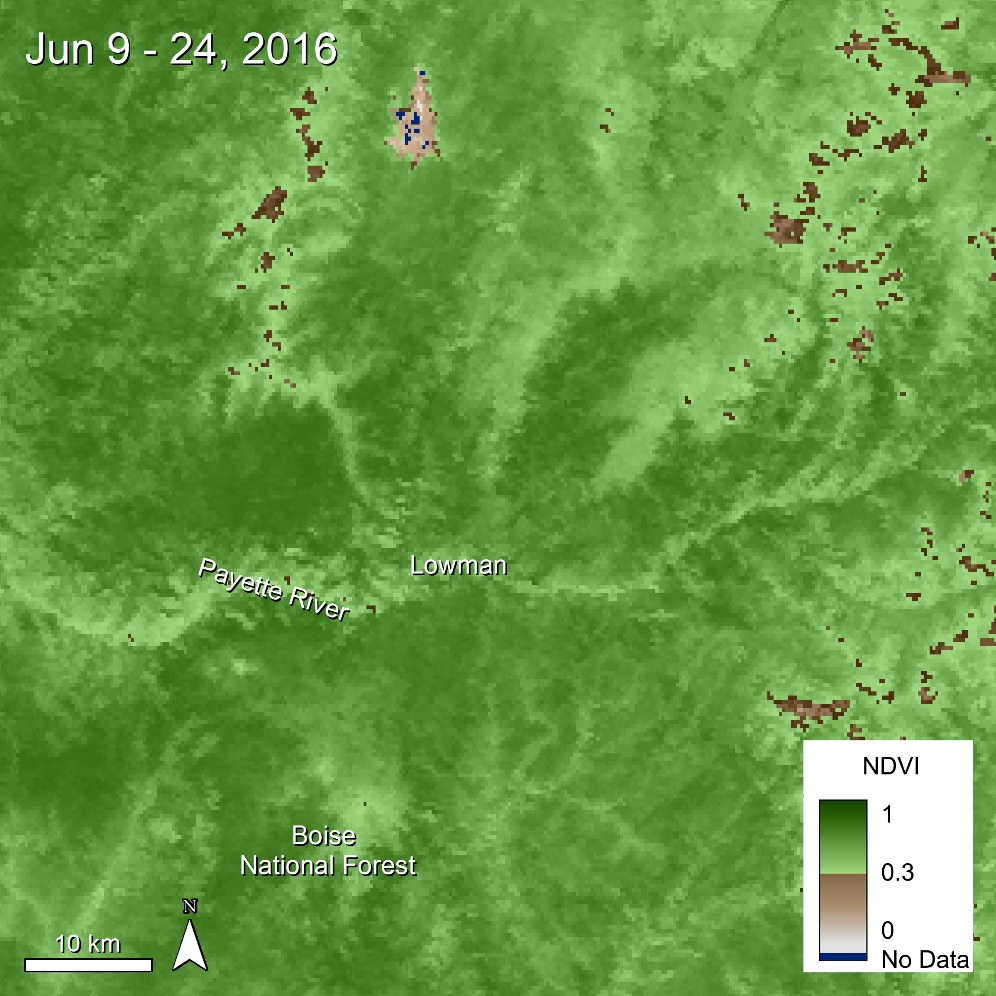 Jun 9 - 24, 2016
Lowman
Payette River
Boise
National Forest
N
10 km
NDVI
1
0.3
0
No Data